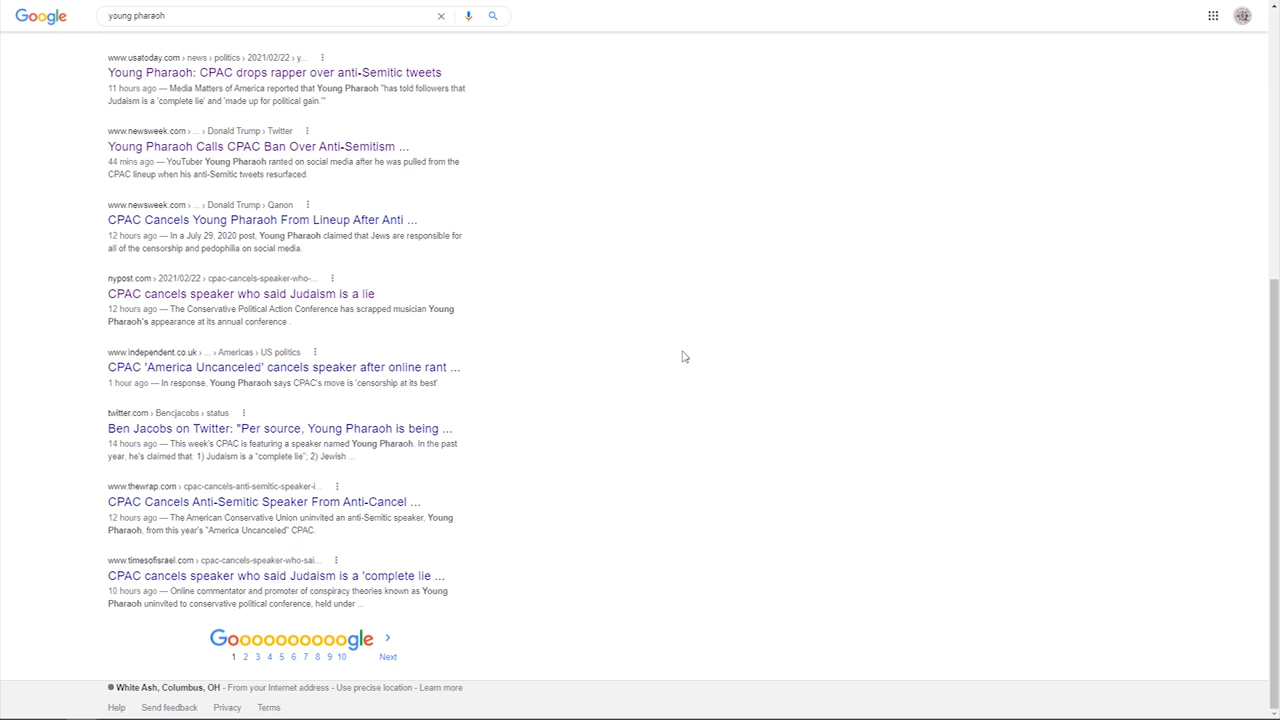 Google
young pharaoh
www.usatoday.com › news › politics › 2021/02/22 › y...
Young Pharaoh: CPAC drops rapper over anti-Semitic tweets
11 hours ago — Media Matters of America reported that Young Pharaoh "has told followers that
Judaism is a 'complete lie' and 'made up for political gain.'"
www.newsweek.com › ... › Donald Trump › Twitter
Young Pharaoh Calls CPAC Ban Over Anti-Semitism ...
44 mins ago — YouTuber Young Pharaoh ranted on social media after he was pulled from the
CPAC lineup when his anti-Semitic tweets resurfaced.
www.newsweek.com › ... › Donald Trump › Qanon
CPAC Cancels Young Pharaoh From Lineup After Anti ...
12 hours ago — In a July 29, 2020 post, Young Pharaoh claimed that Jews are responsible for
all of the censorship and pedophilia on social media.
nypost.com › 2021/02/22 › cpac-cancels-speaker-who-...
CPAC cancels speaker who said Judaism is a lie
12 hours ago — The Conservative Political Action Conference has scrapped musician Young
Pharaoh's appearance at its annual conference .
www.independent.co.uk › ... › Americas › US politics
CPAC 'America Uncanceled' cancels speaker after online rant ...
1 hour ago — In response, Young Pharaoh says CPAC's move is 'censorship at its best'
twitter.com › Bencjacobs › status
Ben Jacobs on Twitter: "Per source, Young Pharaoh is being ...
14 hours ago — This week's CPAC is featuring a speaker named Young Pharaoh. In the past
year, he's claimed that: 1) Judaism is a "complete lie"; 2) Jewish ...
www.thewrap.com › cpac-cancels-anti-semitic-speaker-i...
CPAC Cancels Anti-Semitic Speaker From Anti-Cancel ...
12 hours ago — The American Conservative Union uninvited an anti-Semitic speaker, Young
Pharaoh, from this year's "America Uncanceled" CPAC.
www.timesofisrael.com › cpac-cancels-speaker-who-sai...
CPAC cancels speaker who said Judaism is a 'complete lie ...
10 hours ago — Online commentator and promoter of conspiracy theories known as Young
Pharaoh uninvited to conservative political conference, held under ...
Goooooooooogle >
1 2 3 4 5 6 7 8 9 10 Next
White Ash, Columbus, OH - From your Internet address - Use precise location - Learn more
Help Send feedback Privacy Terms